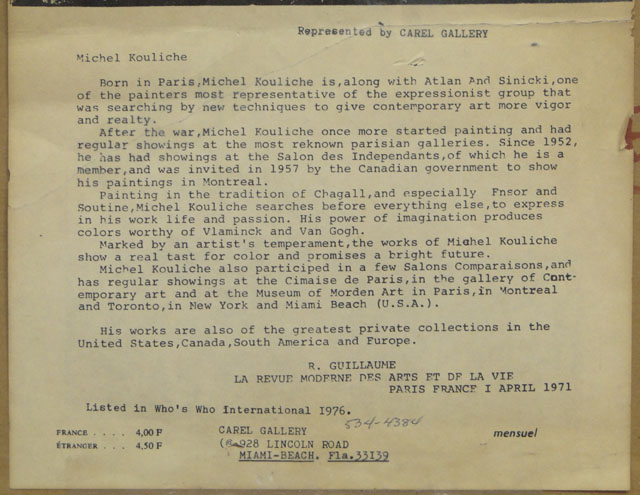 Represented by CAREL GALLERY
Michel Kouliche
Born in Paris,Michel Kouliche is,along with Atlan And Sinicki,one
of the painters most representative of the expressionist group that
was searching by new techniques to give contemporary art more vigor
and realty.
After the war,Michel Kouliche once more started painting and had
regular showings at the most reknown parisian galleries. Since 1952,
he has had showings at the Salon des Independants,of which he is a
member,and was invited in 1957 by the Canadian government to show
his paintings in Montreal.
Painting in the tradition of Chagall,and especially Ensor and
Soutine,Michel Kouliche searches before everything else,to express
in his work life and passion. His power of imagination produces
colors worthy of Vlaminck and Van Gogh.
Marked by an artist's temperament,the works of Michel Kouliche
show a real tast for color and promises a bright future.
Michel Kouliche also participed in a few Salons Comparaisons,and
has regular showings at the Cimaise de Paris,in the gallery of Cont-
emporary art and at the Museum of Morden Art in Paris,in Montreal
and Toronto,in New York and Miami Beach (U.S.A.).
His works are also of the greatest private collections in the
United States,Canada,South America and Europe.
R. GUILLAUME
LA REVUE MODERNE DES ARTS ET DE LA VIE
PARIS FRANCE I APRIL 1971
Listed in Who's Who International 1976.
534-4384
FRANCE . . . . 4,00 F
CAREL GALLERY
mensuel
ÉTRANGER . . . 4,50 F
928 LINCOLN ROAD
MIAMI-BEACH. Fla.33139